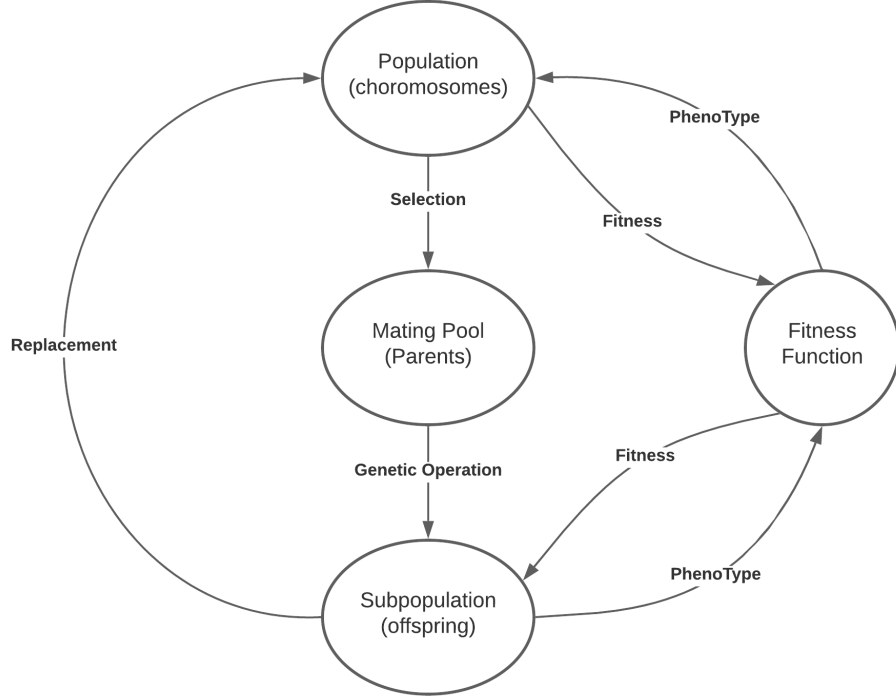 Population
(choromosomes)
PhenoType
Selection
Fitness
Mating Pool
(Parents)
Fitness
Function
Replacement
Fitness
Genetic Operation
PhenoType
Subpopulation
(offspring)